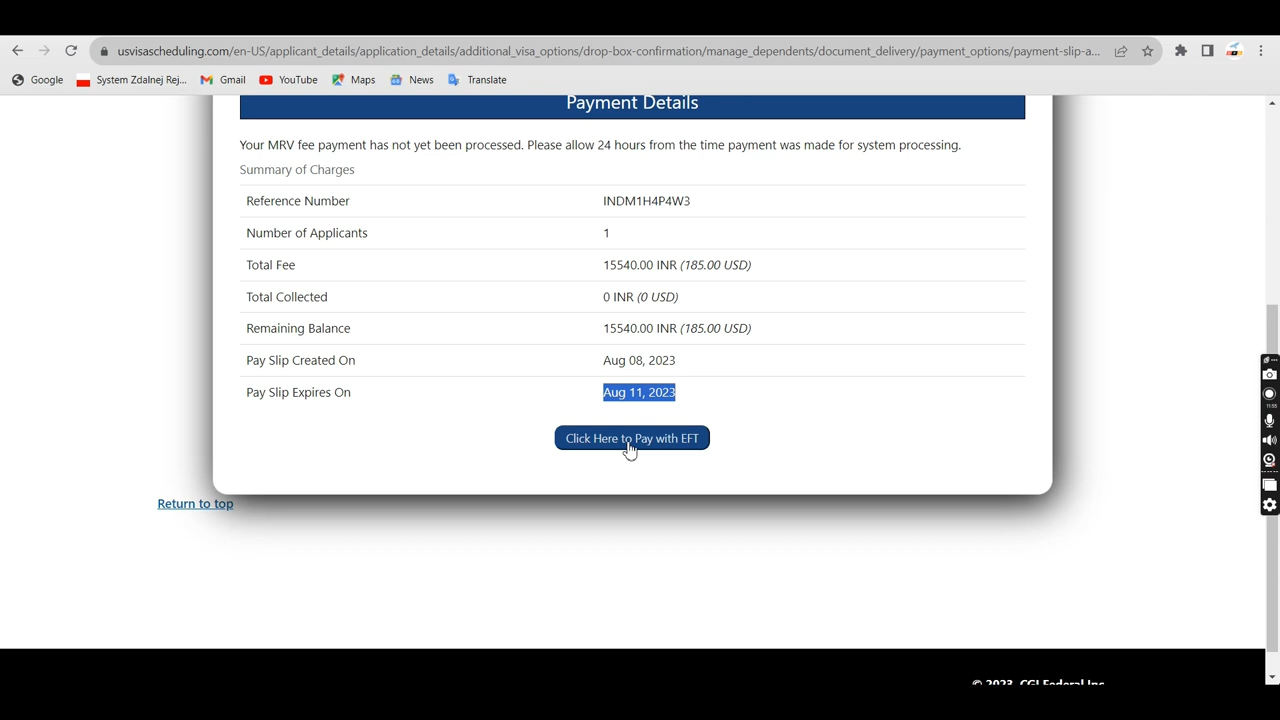 usvisascheduling.com/en-US/applicant_details/application_details/additional_visa_options/drop-box-confirmation/manage_dependents/document_delivery/payment_options/payment-slip-a...
Google System Zdalnej Rej... Gmail YouTube Maps News Translate
Payment Details
Your MRV fee payment has not yet been processed. Please allow 24 hours from the time payment was made for system processing.
Summary of Charges
Reference Number INDM1H4P4W3
Number of Applicants 1
Total Fee 15540.00 INR (185.00 USD)
Total Collected 0 INR (0 USD)
Remaining Balance 15540.00 INR (185.00 USD)
Pay Slip Created On Aug 08, 2023
Pay Slip Expires On Aug 11, 2023
Click Here to Pay with EFT
Return to top
© 2023 CGI Federal Inc